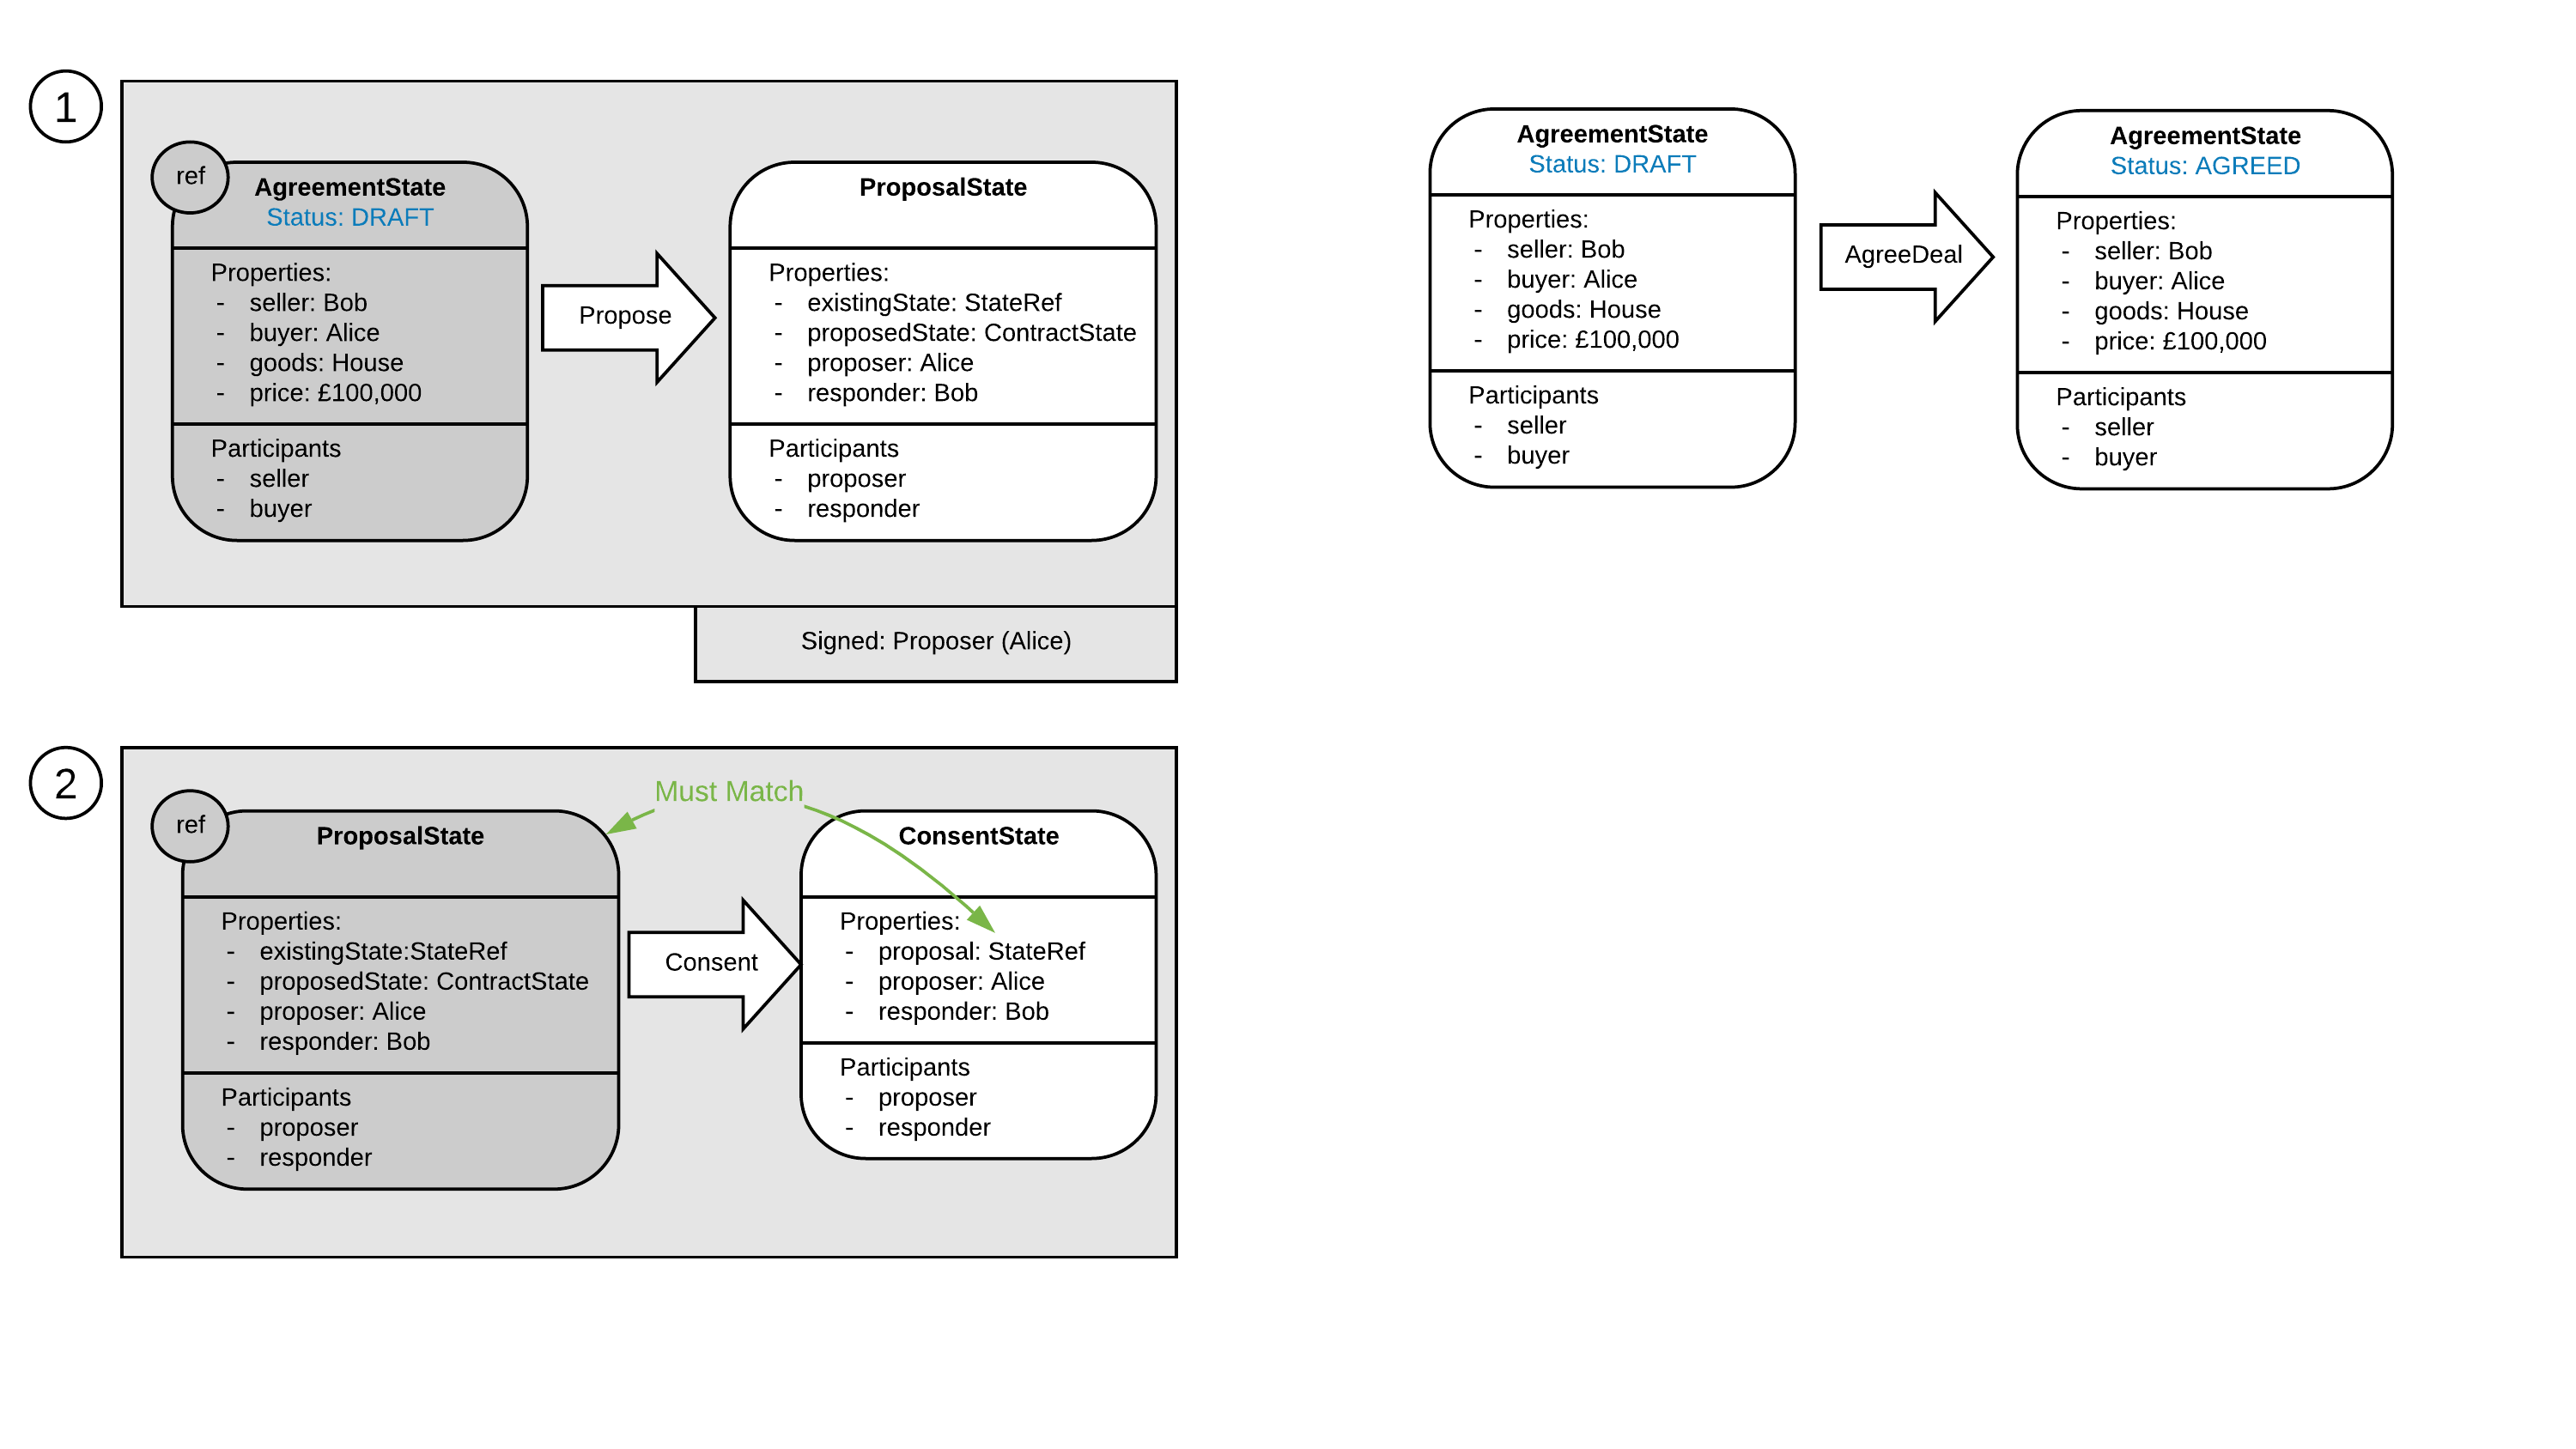 1
ref
AgreementState
Status: DRAFT
Properties:
- seller: Bob
- buyer: Alice
- goods: House
- price: £100,000
Participants
- seller
- buyer
Propose
ProposalState
Properties:
- existingState: StateRef
- proposedState: ContractState
- proposer: Alice
- responder: Bob
Participants
- proposer
- responder
Signed: Proposer (Alice)
AgreementState
Status: DRAFT
Properties:
- seller: Bob
- buyer: Alice
- goods: House
- price: £100,000
Participants
- seller
- buyer
AgreeDeal
AgreementState
Status: AGREED
Properties:
- seller: Bob
- buyer: Alice
- goods: House
- price: £100,000
Participants
- seller
- buyer
2
Must Match
ref
ProposalState
Properties:
- existingState:StateRef
- proposedState: ContractState
- proposer: Alice
- responder: Bob
Participants
- proposer
- responder
Consent
ConsentState
Properties:
- proposal: StateRef
- proposer: Alice
- responder: Bob
Participants
- proposer
- responder